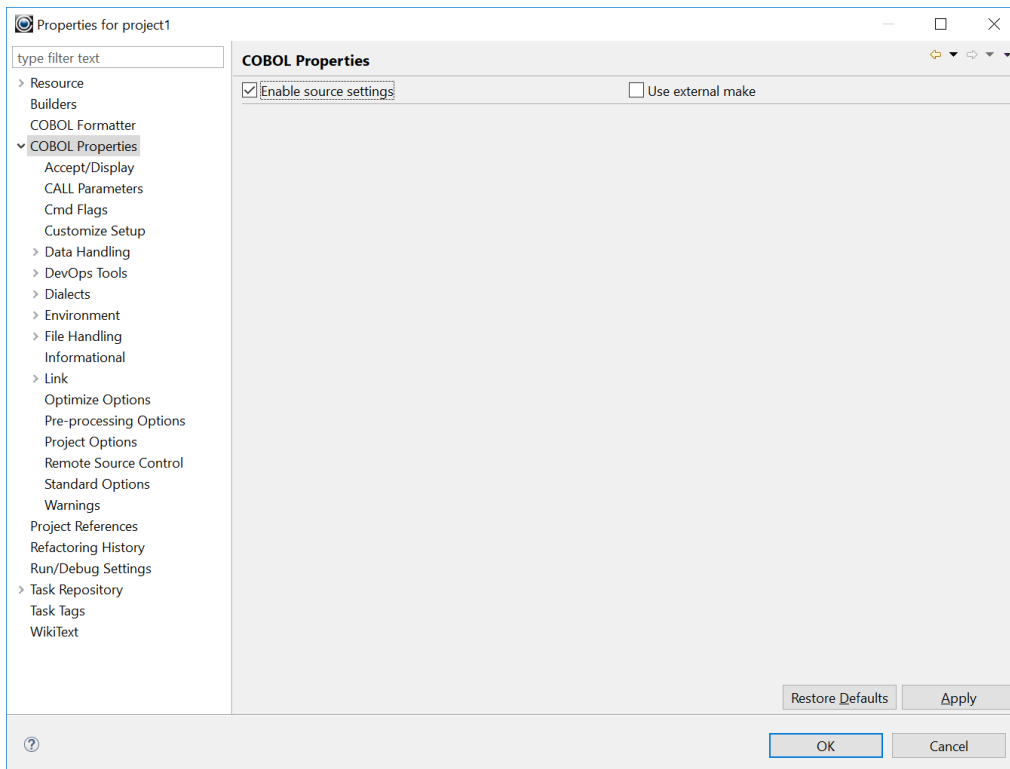 Properties for project1
type filter text
Resource
Builders
COBOL Formatter
COBOL Properties
Accept/Display
CALL Parameters
Cmd Flags
Customize Setup
Data Handling
DevOps Tools
Dialects
Environment
File Handling
Informational
Link
Optimize Options
Pre-processing Options
Project Options
Remote Source Control
Standard Options
Warnings
Project References
Refactoring History
Run/Debug Settings
Task Repository
Task Tags
WikiText
COBOL Properties
Enable source settings
Use external make
Restore Defaults
Apply
OK
Cancel